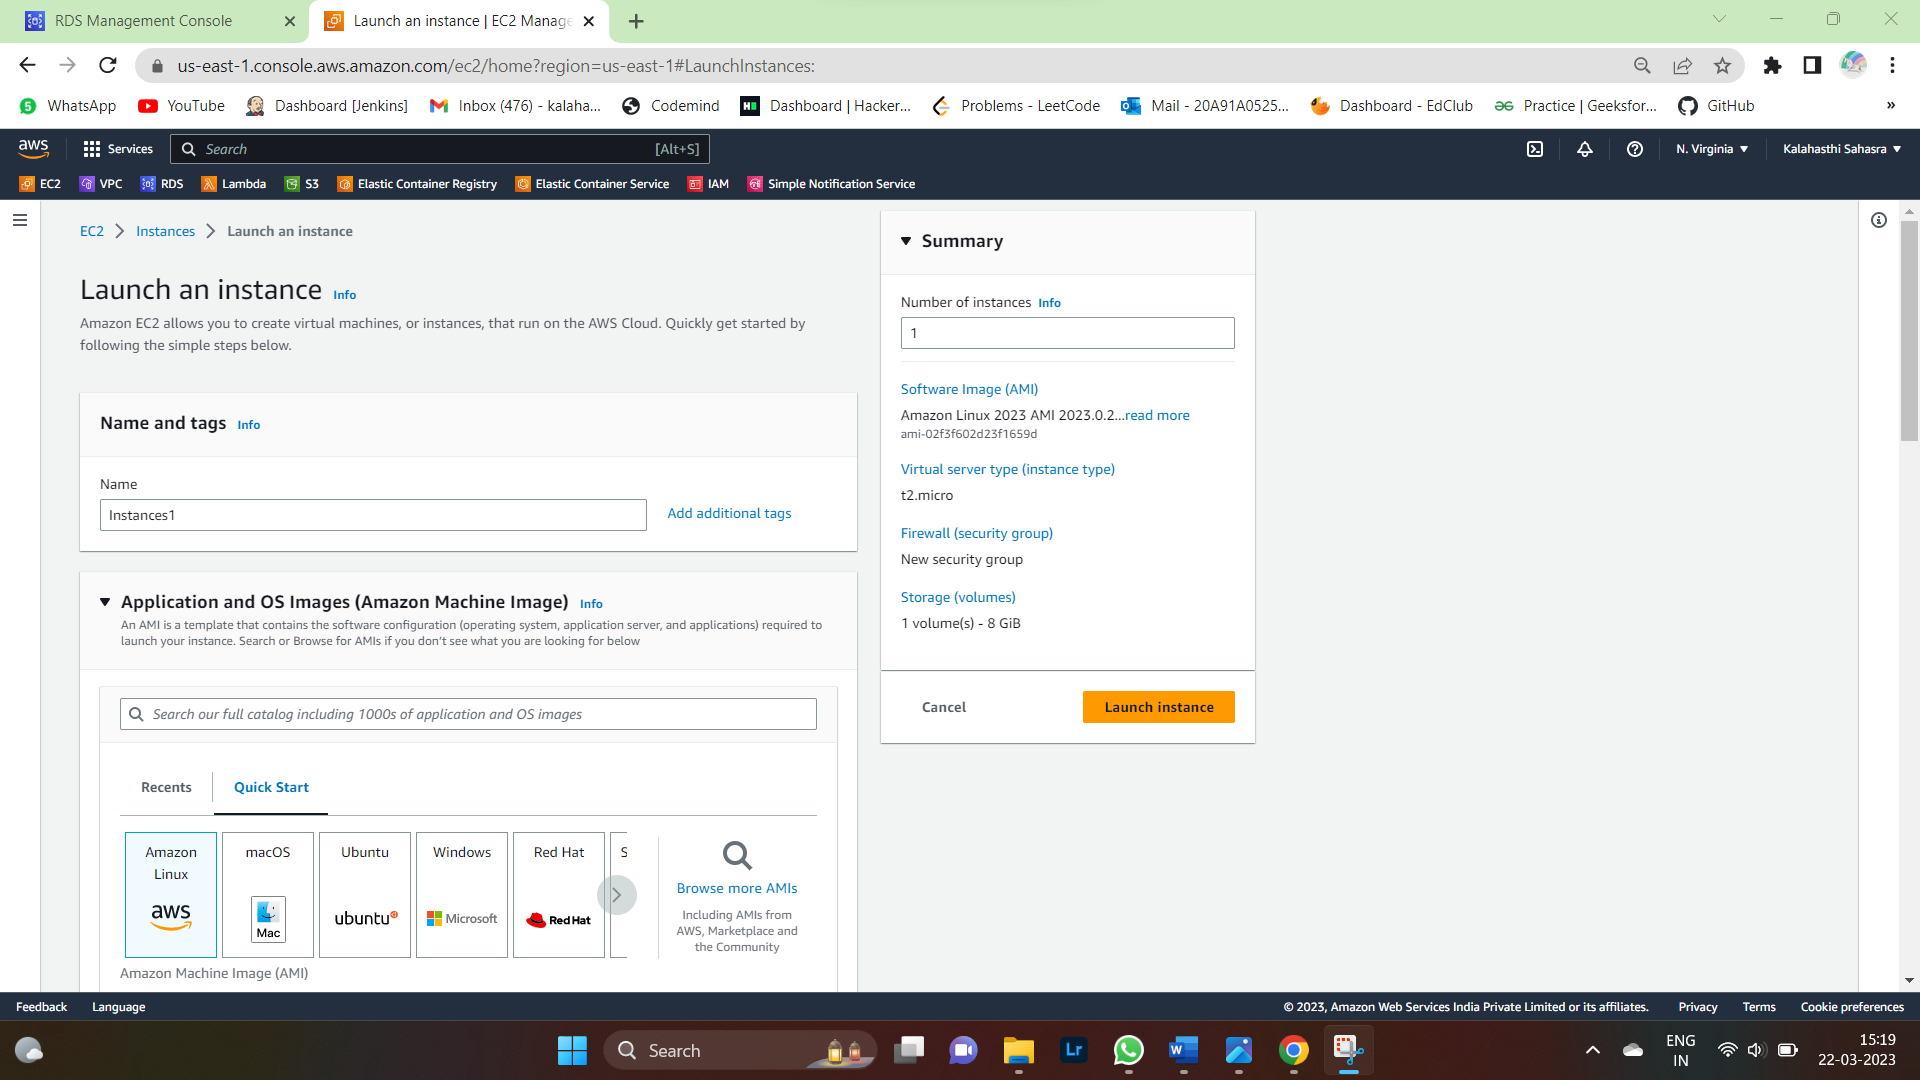 RDS Management Console
Launch an instance | EC2 Manage
us-east-1.console.aws.amazon.com/ec2/home?region=us-east-1#LaunchInstances:
WhatsApp YouTube Dashboard [Jenkins] Inbox (476) - kalaha... Codemind Dashboard | Hacker... Problems - LeetCode Mail - 20A91A0525... Dashboard - EdClub Practice | Geeksfor... GitHub »
aws Services Search [Alt+S] N. Virginia Kalahasthi Sahasra
EC2 VPC RDS Lambda S3 Elastic Container Registry Elastic Container Service IAM Simple Notification Service
EC2 Instances Launch an instance
Launch an instance Info
Amazon EC2 allows you to create virtual machines, or instances, that run on the AWS Cloud. Quickly get started by
following the simple steps below.
Name and tags Info
Name
Instances1
Add additional tags
Application and OS Images (Amazon Machine Image) Info
An AMI is a template that contains the software configuration (operating system, application server, and applications) required to
launch your instance. Search or Browse for AMIs if you don't see what you are looking for below
Search our full catalog including 1000s of application and OS images
Recents Quick Start
Amazon
Linux
aws
macOS
Mac
Ubuntu
ubuntu
Windows
Microsoft
Red Hat
Red Hat
S
Browse more AMIs
Including AMIs from
AWS, Marketplace and
the Community
Amazon Machine Image (AMI)
Summary
Number of instances Info
1
Software Image (AMI)
Amazon Linux 2023 AMI 2023.0.2...read more
ami-02f3f602d23f1659d
Virtual server type (instance type)
t2.micro
Firewall (security group)
New security group
Storage (volumes)
1 volume(s) - 8 GiB
Cancel Launch instance
Feedback Language © 2023, Amazon Web Services India Private Limited or its affiliates. Privacy Terms Cookie preferences
Search
Lr
W
ENG
IN
15:19
22-03-2023